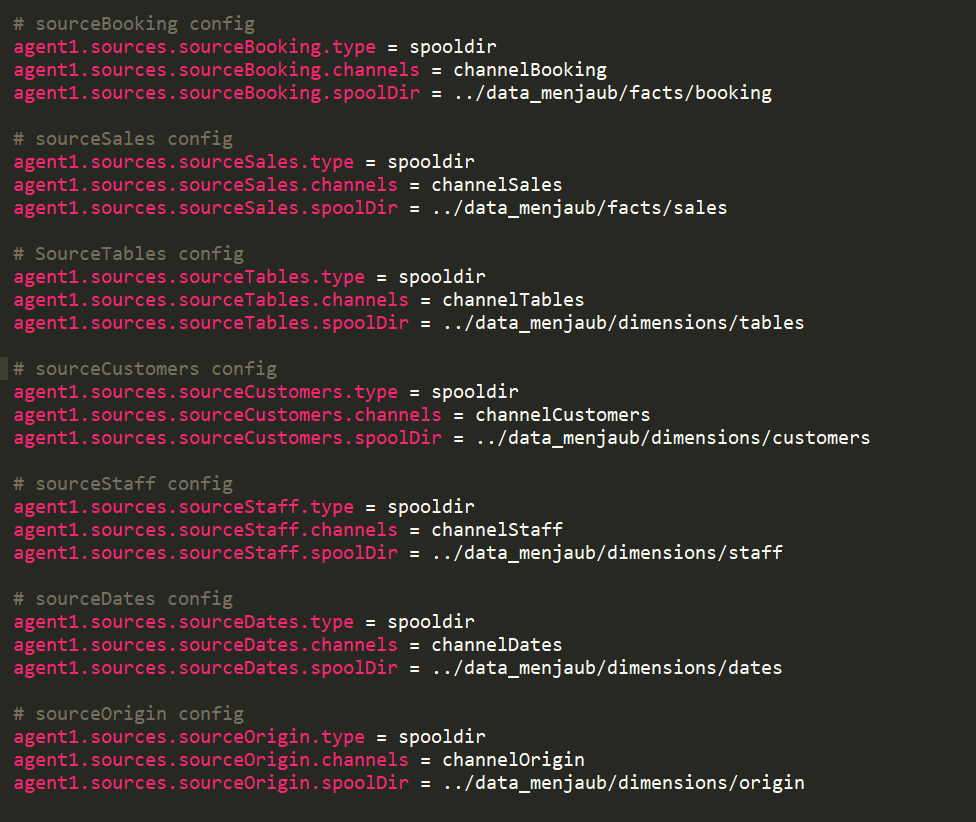 # sourceBooking config
agent1.sources.sourceBooking.type = spooldir
agent1.sources.sourceBooking.channels = channelBooking
agent1.sources.sourceBooking.spoolDir = ../data_menjaub/facts/booking

# sourceSales config
agent1.sources.sourceSales.type = spooldir
agent1.sources.sourceSales.channels = channelSales
agent1.sources.sourceSales.spoolDir = ../data_menjaub/facts/sales

# SourceTables config
agent1.sources.sourceTables.type = spooldir
agent1.sources.sourceTables.channels = channelTables
agent1.sources.sourceTables.spoolDir = ../data_menjaub/dimensions/tables

# sourceCustomers config
agent1.sources.sourceCustomers.type = spooldir
agent1.sources.sourceCustomers.channels = channelCustomers
agent1.sources.sourceCustomers.spoolDir = ../data_menjaub/dimensions/customers

# sourceStaff config
agent1.sources.sourceStaff.type = spooldir
agent1.sources.sourceStaff.channels = channelStaff
agent1.sources.sourceStaff.spoolDir = ../data_menjaub/dimensions/staff

# sourceDates config
agent1.sources.sourceDates.type = spooldir
agent1.sources.sourceDates.channels = channelDates
agent1.sources.sourceDates.spoolDir = ../data_menjaub/dimensions/dates

# sourceOrigin config
agent1.sources.sourceOrigin.type = spooldir
agent1.sources.sourceOrigin.channels = channelOrigin
agent1.sources.sourceOrigin.spoolDir = ../data_menjaub/dimensions/origin